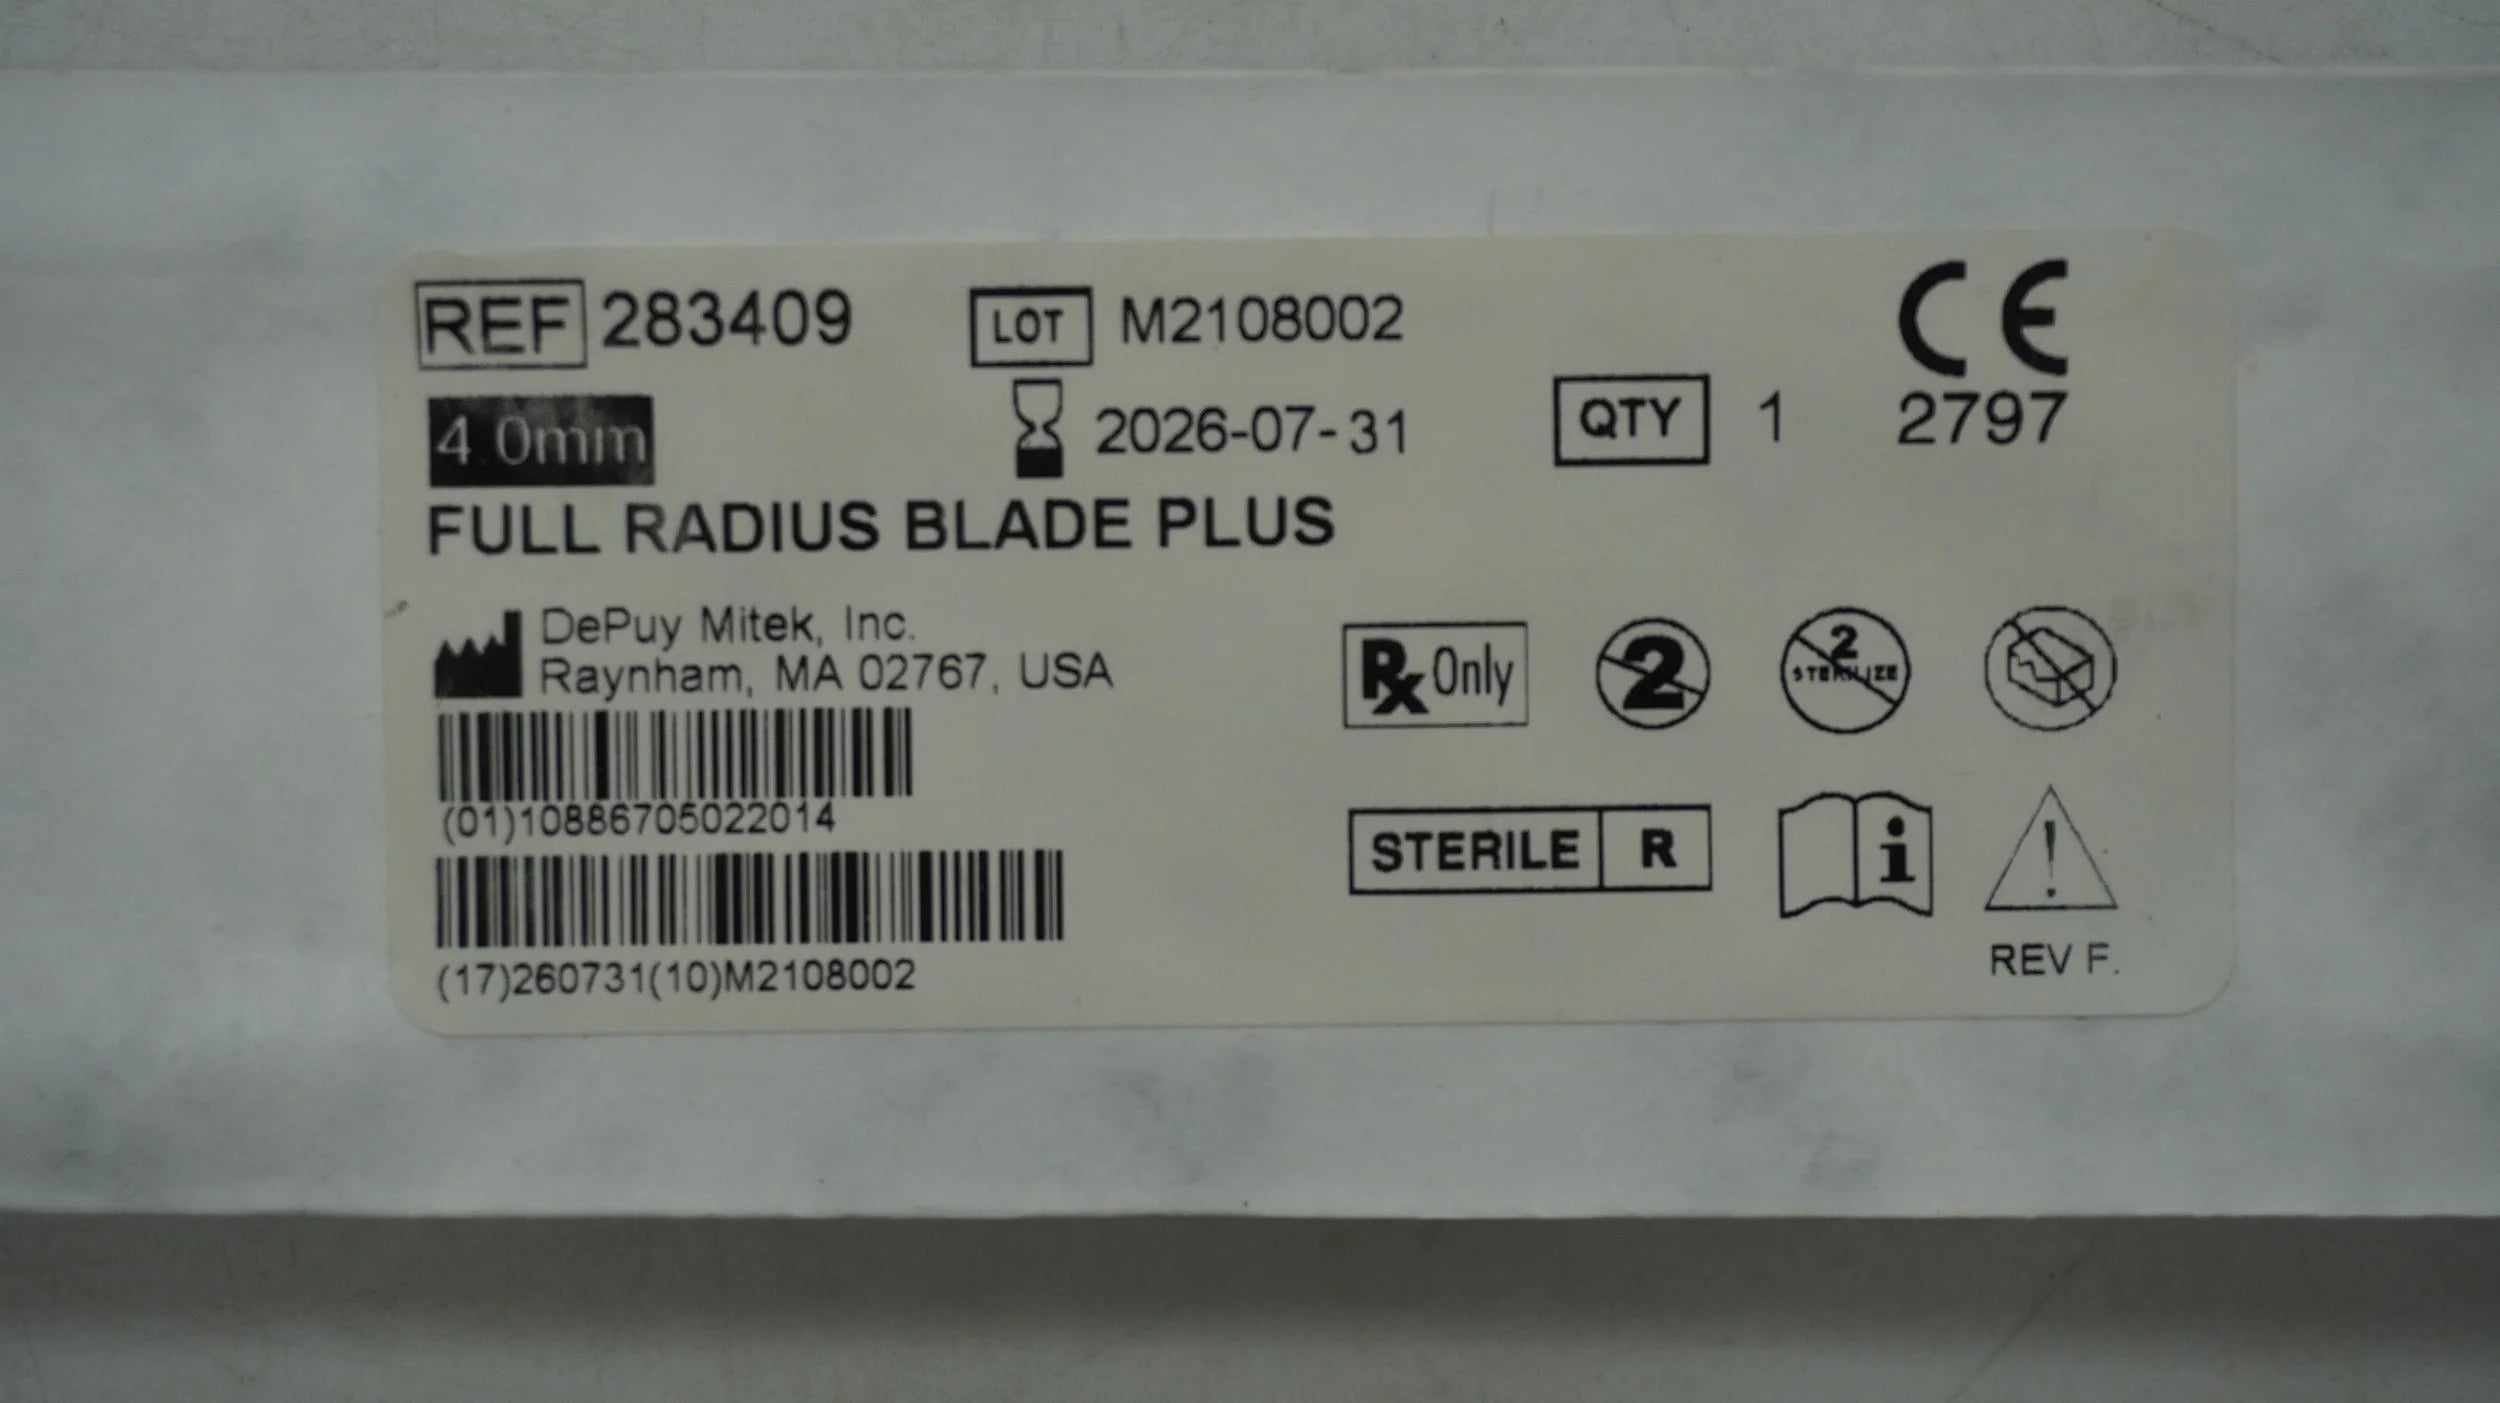 REF 283409
LOT M2108002
CE
2797
4.0mm
2026-07-31
QTY 1
FULL RADIUS BLADE PLUS
DePuy Mitek, Inc.
Raynham, MA 02767, USA
Rx Only
2
2
STERILIZE
(01)10886705022014
STERILE R
i
!
(17)260731(10)M2108002
REV F.